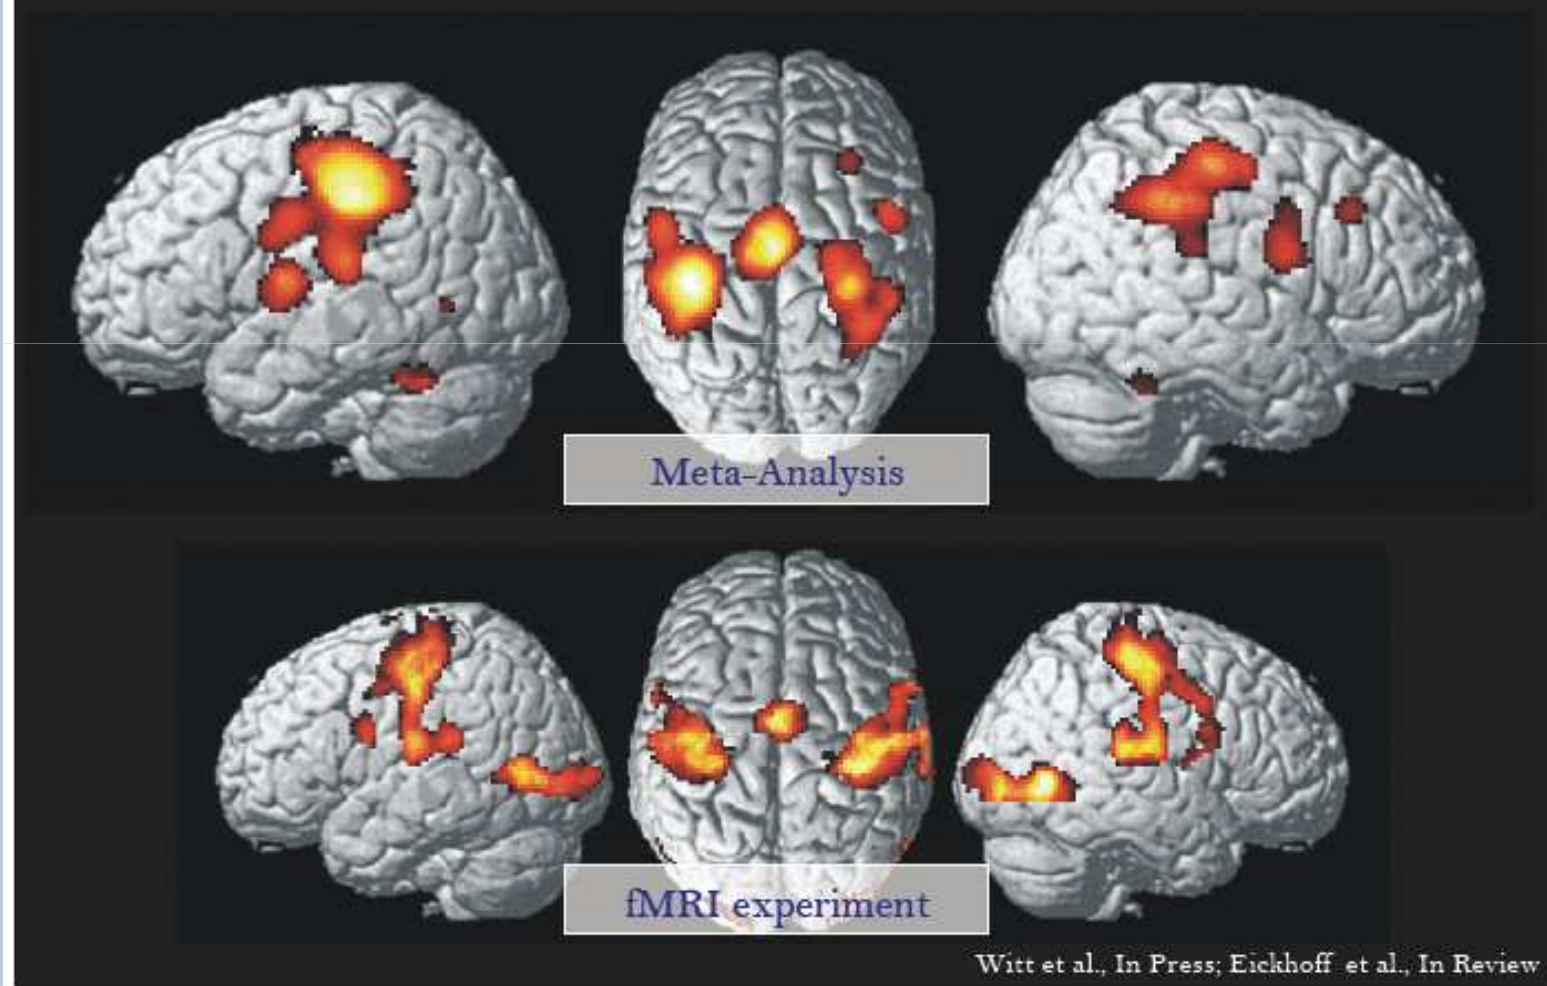 Meta-Analysis
fMRI experiment
Witt et al., In Press; Eickhoff et al., In Review